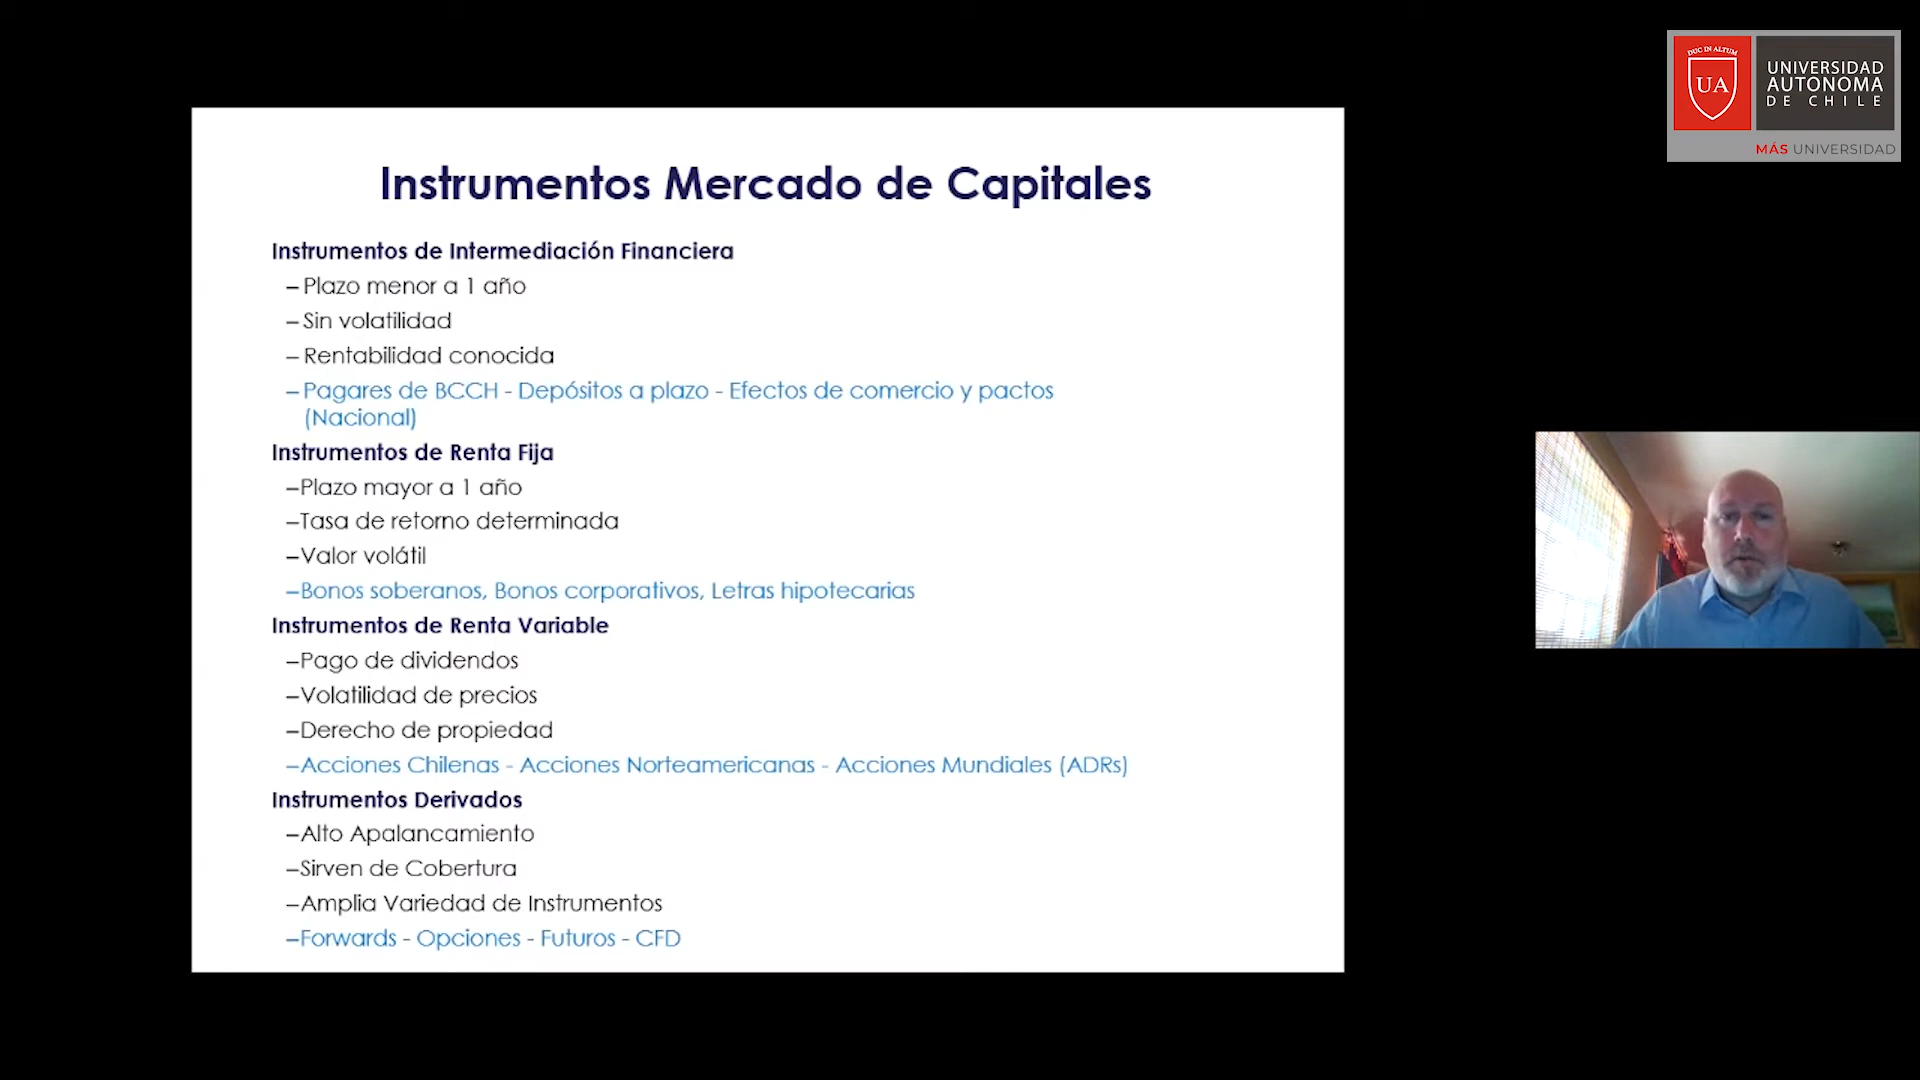 DUC IN ALTUM
UA
UNIVERSIDAD
AUTONOMA
DE CHILE
MÁS UNIVERSIDAD
Instrumentos Mercado de Capitales
Instrumentos de Intermediación Financiera
– Plazo menor a 1 año
– Sin volatilidad
– Rentabilidad conocida
– Pagares de BCCH - Depósitos a plazo - Efectos de comercio y pactos
(Nacional)
Instrumentos de Renta Fija
–Plazo mayor a 1 año
–Tasa de retorno determinada
–Valor volátil
–Bonos soberanos, Bonos corporativos, Letras hipotecarias
Instrumentos de Renta Variable
–Pago de dividendos
–Volatilidad de precios
–Derecho de propiedad
–Acciones Chilenas - Acciones Norteamericanas - Acciones Mundiales (ADRs)
Instrumentos Derivados
–Alto Apalancamiento
–Sirven de Cobertura
–Amplia Variedad de Instrumentos
–Forwards - Opciones - Futuros - CFD